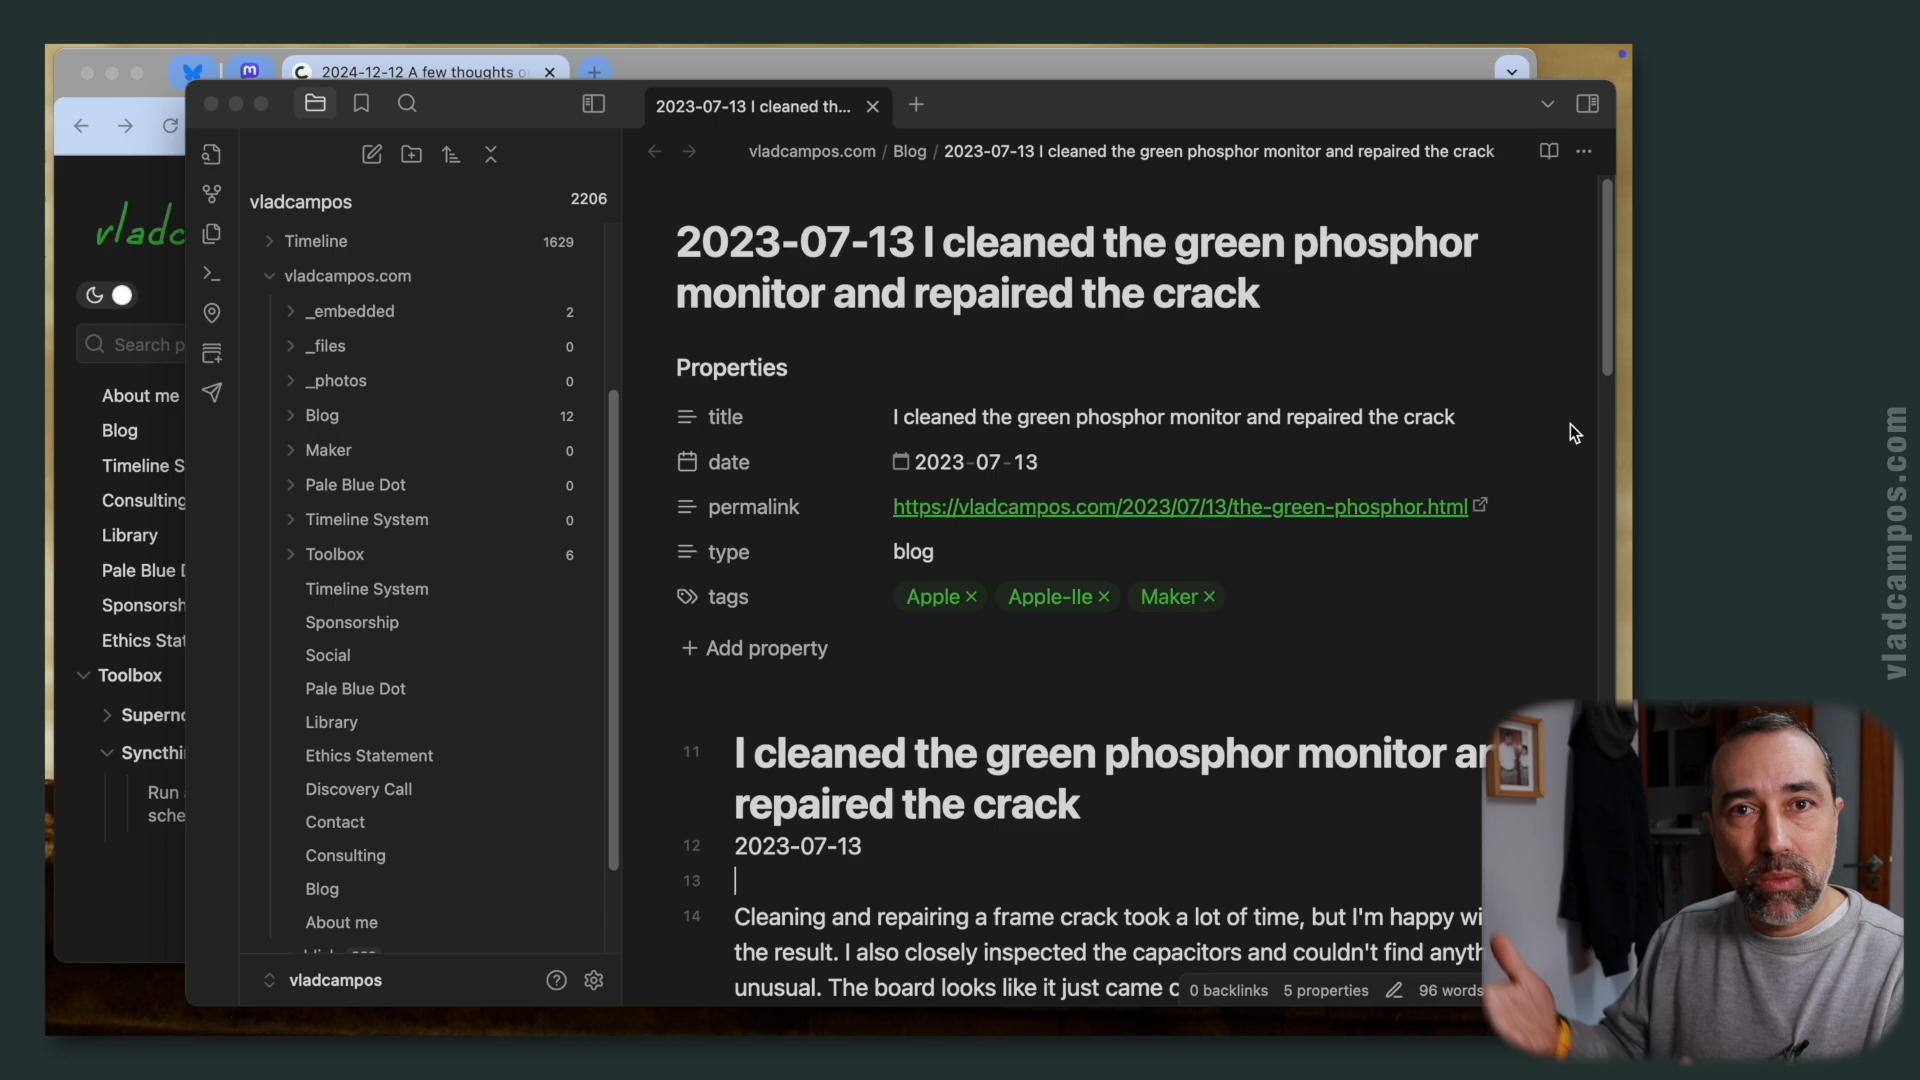 2024-12-12 A few thoughts o
2023-07-13 I cleaned th...
vladcampos.com / Blog / 2023-07-13 I cleaned the green phosphor monitor and repaired the crack
vladc
Search p
About me
Blog
Timeline S
Consulting
Library
Pale Blue D
Sponsorsh
Ethics Stat
Toolbox
Superno
Syncthi
Run
sche
vladcampos 2206
Timeline 1629
vladcampos.com
_embedded 2
_files 0
_photos 0
Blog 12
Maker 0
Pale Blue Dot 0
Timeline System 0
Toolbox 6
Timeline System
Sponsorship
Social
Pale Blue Dot
Library
Ethics Statement
Discovery Call
Contact
Consulting
Blog
About me
vladcampos
2023-07-13 I cleaned the green phosphor
monitor and repaired the crack
Properties
title I cleaned the green phosphor monitor and repaired the crack
date 2023-07-13
permalink https://vladcampos.com/2023/07/13/the-green-phosphor.html
type blog
tags Apple × Apple-IIe × Maker ×
+ Add property
11 I cleaned the green phosphor monitor an
repaired the crack
12 2023-07-13
13
14 Cleaning and repairing a frame crack took a lot of time, but I'm happy wi
the result. I also closely inspected the capacitors and couldn't find anyth
unusual. The board looks like it just came o
0 backlinks 5 properties 96 words
vladcampos.com